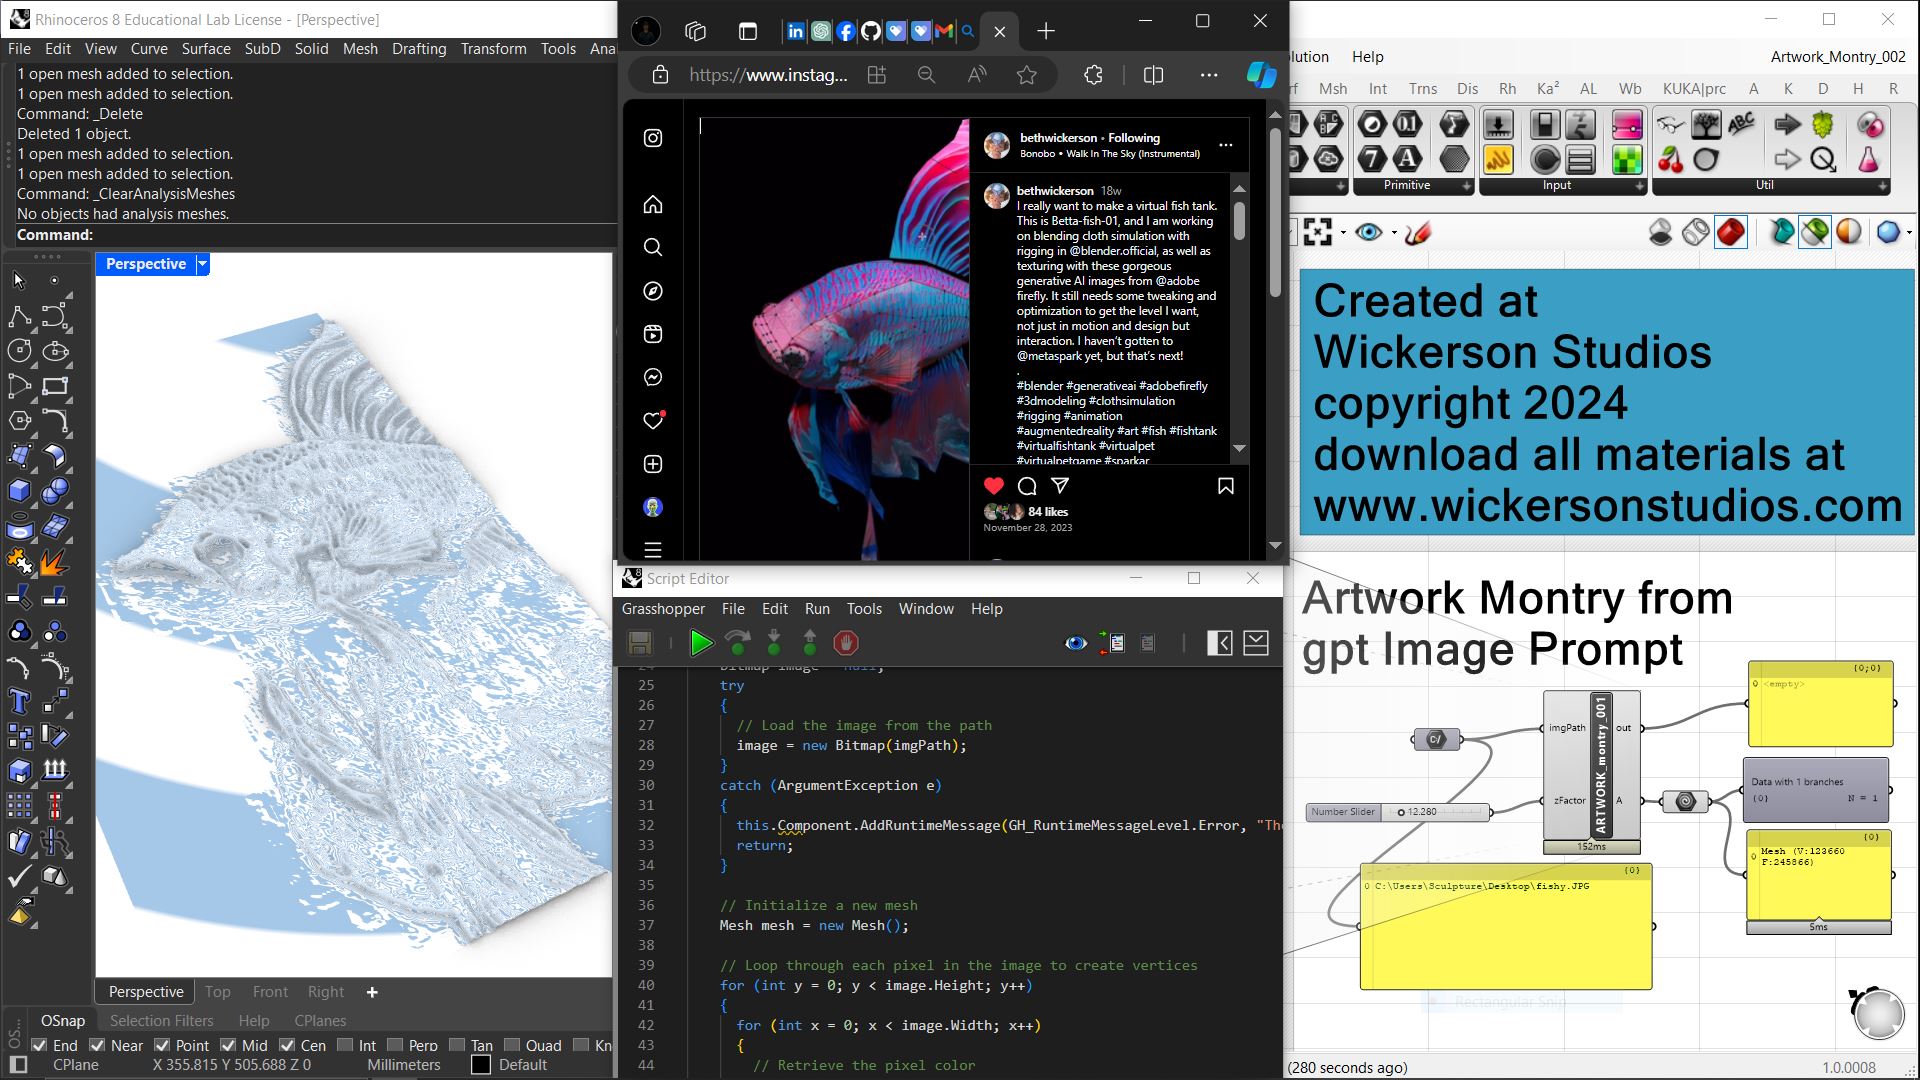 Rhinoceros 8 Educational Lab License - [Perspective]
File Edit View Curve Surface SubD Solid Mesh Drafting Transform Tools
1 open mesh added to selection.
1 open mesh added to selection.
Command: _Delete
Deleted 1 object.
1 open mesh added to selection.
1 open mesh added to selection.
Command: _ClearAnalysisMeshes
No objects had analysis meshes.
Command:
Perspective
Perspective Top Front Right
OSnap Selection Filters Help CPlanes
End Near Point Mid Cen Int Perp Tan Quad
CPlane X 355.815 Y 505.688 Z 0 Millimeters Default
https://www.instag...
bethwickerson • Following
Bonobo • Walk In The Sky (Instrumental)
bethwickerson 18w
I really want to make a virtual fish tank.
This is Betta-fish-01, and I am working
on blending cloth simulation with
rigging in @blender.official, as well as
texturing with these gorgeous
generative AI images from @adobe
firefly. It still needs some tweaking and
optimization to get the level I want,
not just in motion and design but
interaction. I haven't gotten to
@metaspark yet, but that's next!
.
#blender #generativeai #adobefirefly
#3dmodeling #clothsimulation
#rigging #animation
#augmentedreality #art #fish #fishtank
#virtualfishtank #virtualpet
#virtualpetgame #sparkar
84 likes
November 28, 2023
Script Editor
Grasshopper File Edit Run Tools Window Help
24 Bitmap image = null;
25 try
26 {
27 // Load the image from the path
28 image = new Bitmap(imgPath);
29 }
30 catch (ArgumentException e)
31 {
32 this.Component.AddRuntimeMessage(GH_RuntimeMessageLevel.Error, "The
33 return;
34 }
35
36 // Initialize a new mesh
37 Mesh mesh = new Mesh();
38
39 // Loop through each pixel in the image to create vertices
40 for (int y = 0; y < image.Height; y++)
41 {
42 for (int x = 0; x < image.Width; x++)
43 {
44 // Retrieve the pixel color
Help Artwork_Montry_002
Msh Int Trns Dis Rh Ka² AL Wb KUKA|prc A K D H R
Primitive Input Util
Created at
Wickerson Studios
copyright 2024
download all materials at
www.wickersonstudios.com
Artwork Montry from
gpt Image Prompt
{0;0}
0 <empty>
C:/
imgPath out
ARTWORK_montry_001
zFactor A
152ms
Number Slider 12.280
Data with 1 branches
{0} N = 1
{0}
0 Mesh (V:123660
F:245866)
5ms
{0}
0 C:\Users\Sculpture\Desktop\fishy.JPG
Rectangular Snip
(280 seconds ago) 1.0.0008